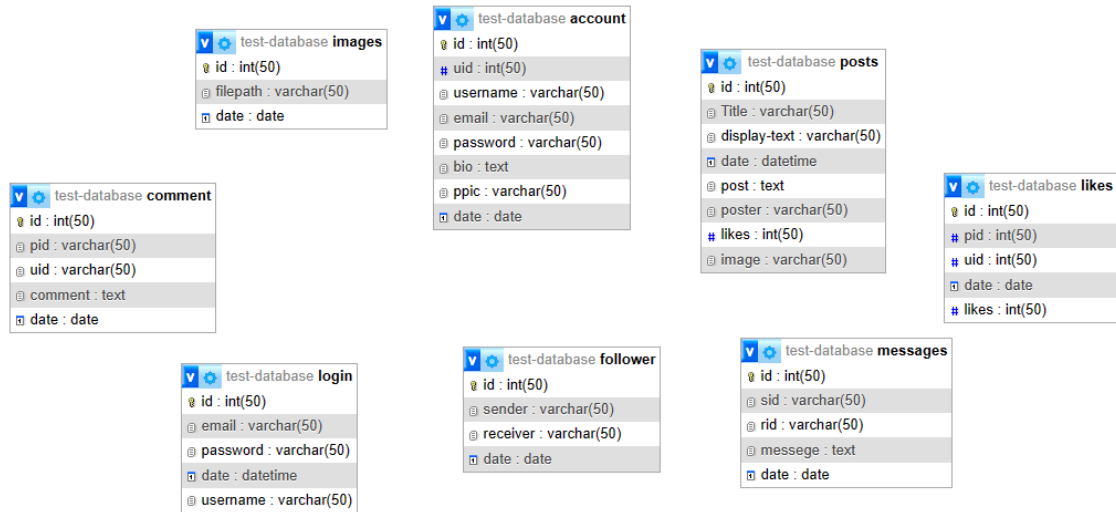 test-database images
id : int(50)
filepath : varchar(50)
date : date
test-database account
id : int(50)
uid : int(50)
username : varchar(50)
email : varchar(50)
password : varchar(50)
bio : text
ppic : varchar(50)
date : date
test-database posts
id : int(50)
Title : varchar(50)
display-text : varchar(50)
date : datetime
post : text
poster : varchar(50)
likes : int(50)
image : varchar(50)
test-database comment
id : int(50)
pid : varchar(50)
uid : varchar(50)
comment : text
date : date
test-database likes
id : int(50)
pid : int(50)
uid : int(50)
date : date
likes : int(50)
test-database login
id : int(50)
email : varchar(50)
password : varchar(50)
date : datetime
username : varchar(50)
test-database follower
id : int(50)
sender : varchar(50)
receiver : varchar(50)
date : date
test-database messages
id : int(50)
sid : varchar(50)
rid : varchar(50)
messege : text
date : date